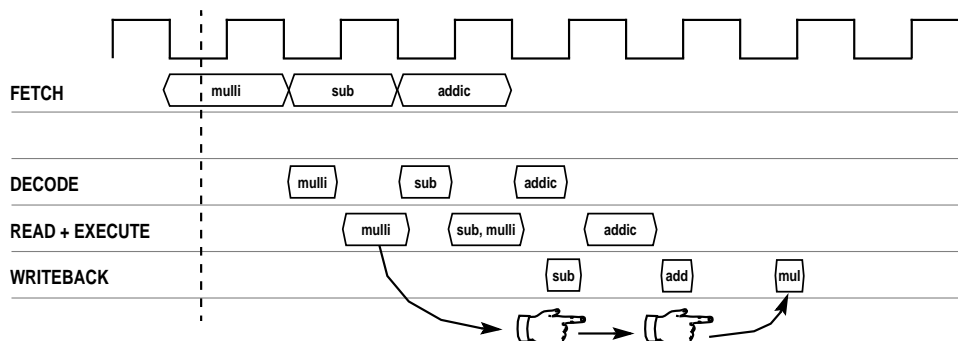 FETCH mulli sub addic
DECODE mulli sub addic
READ + EXECUTE mulli sub, mulli addic
WRITEBACK sub add mul